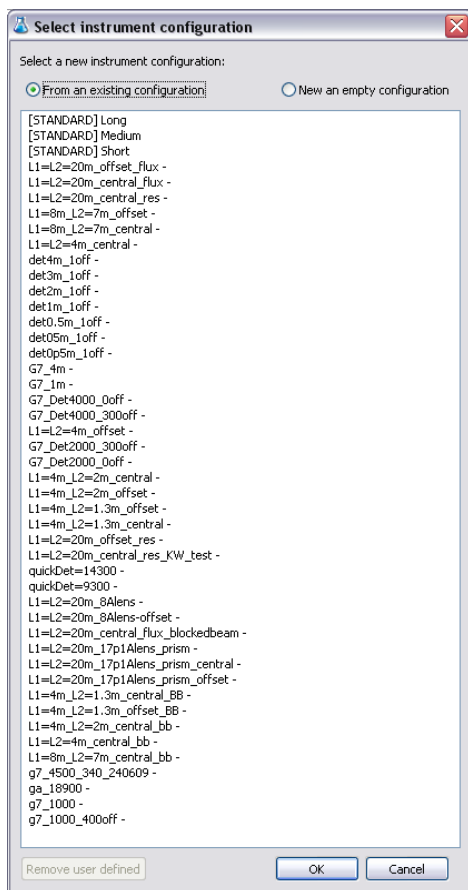 Select instrument configuration
Select a new instrument configuration:
From an existing configuration New an empty configuration
[STANDARD] Long
[STANDARD] Medium
[STANDARD] Short
L1=L2=20m_offset_flux -
L1=L2=20m_central_flux -
L1=L2=20m_central_res -
L1=8m_L2=7m_offset -
L1=8m_L2=7m_central -
L1=L2=4m_central -
det4m_1off -
det3m_1off -
det2m_1off -
det1m_1off -
det0.5m_1off -
det05m_1off -
det0p5m_1off -
G7_4m -
G7_1m -
G7_Det4000_0off -
G7_Det4000_300off -
L1=L2=4m_offset -
G7_Det2000_300off -
G7_Det2000_0off -
L1=4m_L2=2m_central -
L1=4m_L2=2m_offset -
L1=4m_L2=1.3m_offset -
L1=4m_L2=1.3m_central -
L1=L2=20m_offset_res -
L1=L2=20m_central_res_KW_test -
quickDet=14300 -
quickDet=9300 -
L1=L2=20m_8Alens -
L1=L2=20m_8Alens-offset -
L1=L2=20m_central_flux_blockedbeam -
L1=L2=20m_17p1Alens_prism -
L1=L2=20m_17p1Alens_prism_central -
L1=L2=20m_17p1Alens_prism_offset -
L1=4m_L2=1.3m_central_BB -
L1=4m_L2=1.3m_offset_BB -
L1=4m_L2=2m_central_bb -
L1=L2=4m_central_bb -
L1=8m_L2=7m_central_bb -
g7_4500_340_240609 -
ga_18900 -
g7_1000 -
g7_1000_400off -
Remove user defined OK Cancel